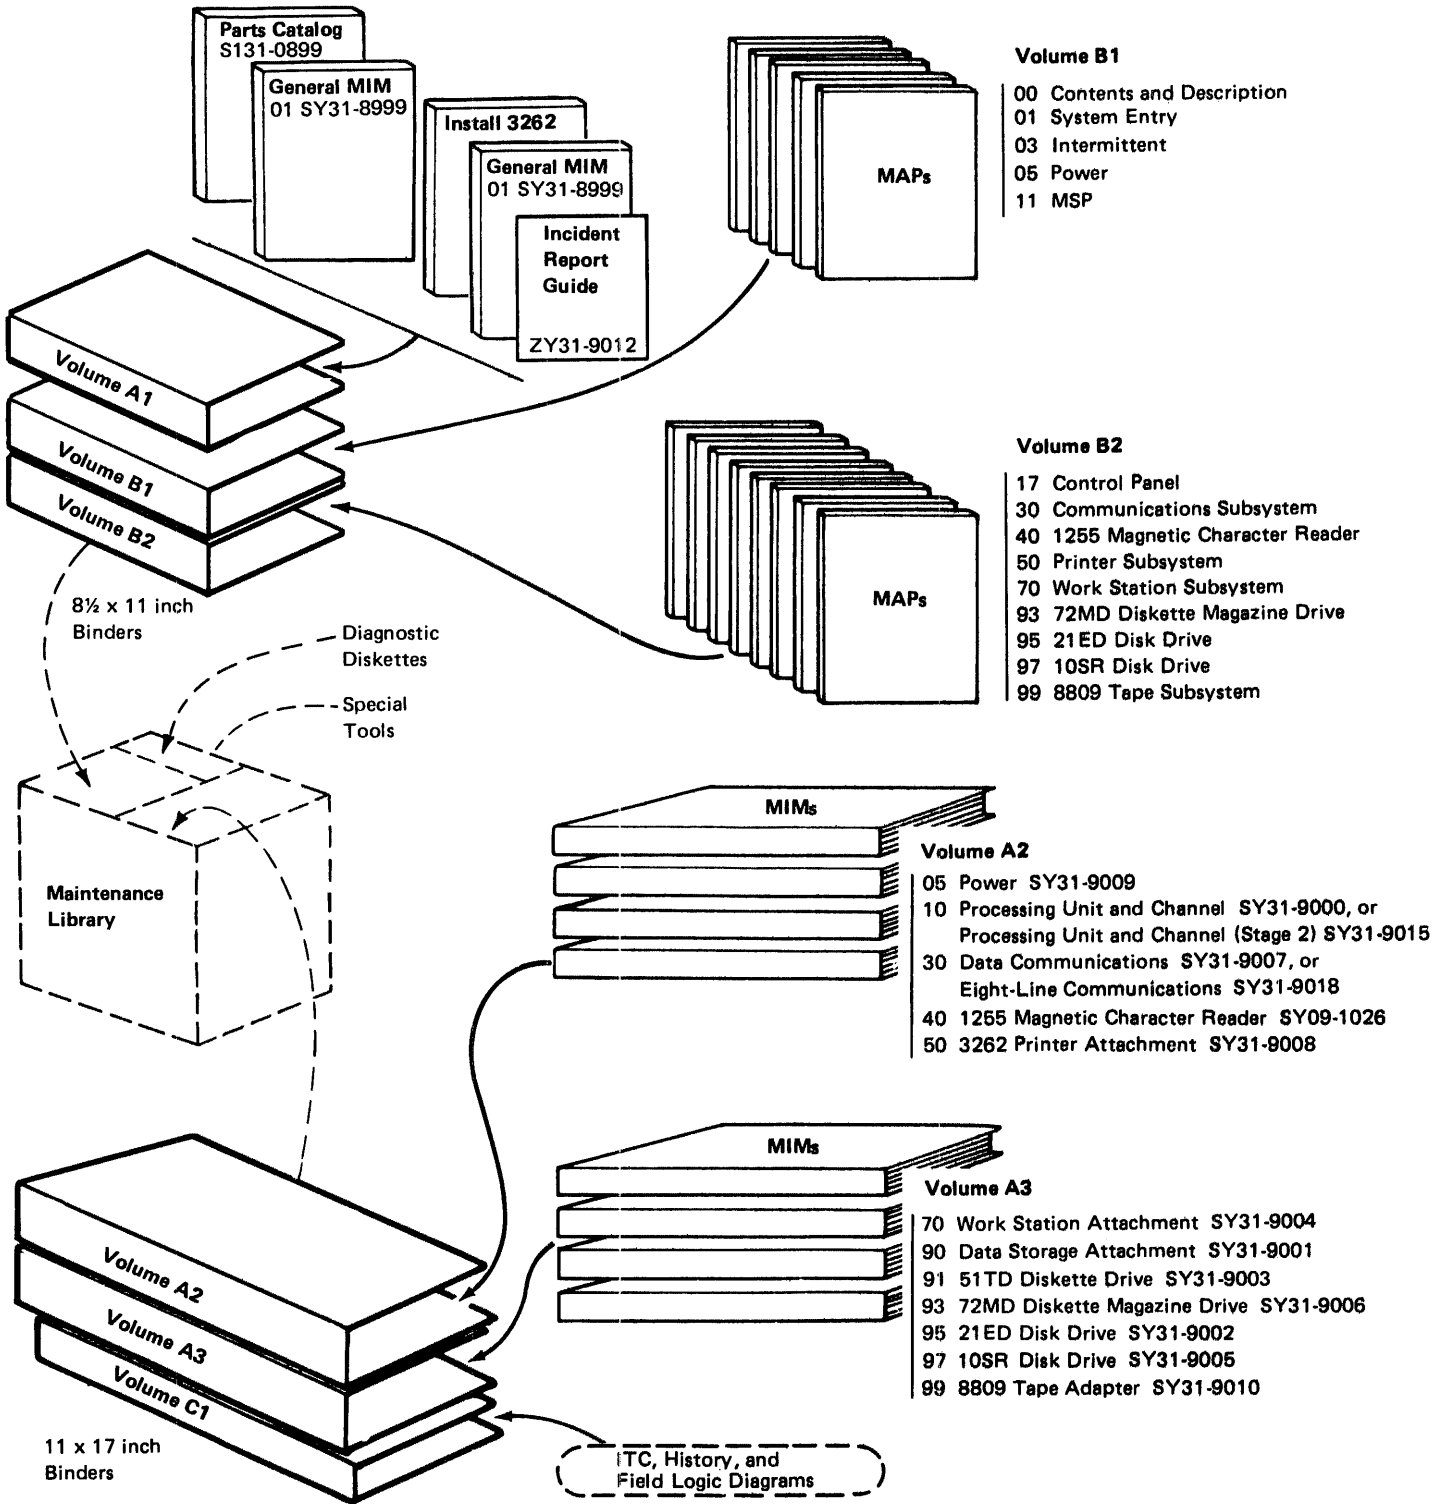 Parts Catalog
S131-0899
General MIM
01 SY31-8999
Install 3262
General MIM
01 SY31-8999
Incident
Report
Guide
ZY31-9012
MAPs
Volume B1
00 Contents and Description
01 System Entry
03 Intermittent
05 Power
11 MSP
Volume A1
Volume B1
Volume B2
8½ x 11 inch
Binders
MAPs
Volume B2
17 Control Panel
30 Communications Subsystem
40 1255 Magnetic Character Reader
50 Printer Subsystem
70 Work Station Subsystem
93 72MD Diskette Magazine Drive
95 21ED Disk Drive
97 10SR Disk Drive
99 8809 Tape Subsystem
Diagnostic
Diskettes
Special
Tools
Maintenance
Library
MIMs
Volume A2
05 Power SY31-9009
10 Processing Unit and Channel SY31-9000, or
Processing Unit and Channel (Stage 2) SY31-9015
30 Data Communications SY31-9007, or
Eight-Line Communications SY31-9018
40 1255 Magnetic Character Reader SY09-1026
50 3262 Printer Attachment SY31-9008
MIMs
Volume A3
70 Work Station Attachment SY31-9004
90 Data Storage Attachment SY31-9001
91 51TD Diskette Drive SY31-9003
93 72MD Diskette Magazine Drive SY31-9006
95 21ED Disk Drive SY31-9002
97 10SR Disk Drive SY31-9005
99 8809 Tape Adapter SY31-9010
Volume A2
Volume A3
Volume C1
11 x 17 inch
Binders
ITC, History, and
Field Logic Diagrams